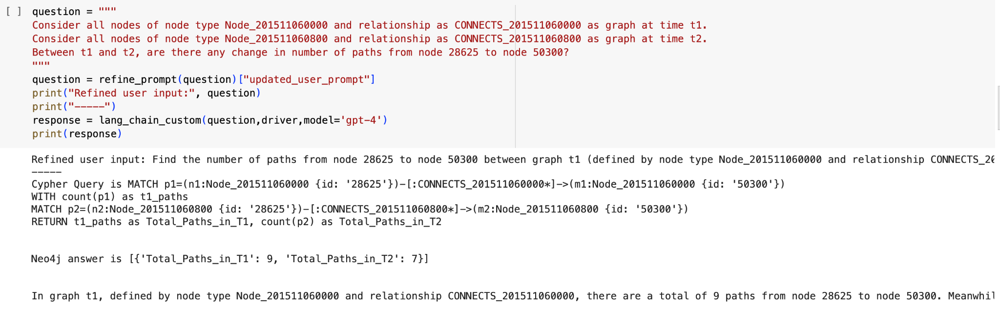 [ ] question = """
Consider all nodes of node type Node_201511060000 and relationship as CONNECTS_201511060000 as graph at time t1.
Consider all nodes of node type Node_201511060800 and relationship as CONNECTS_201511060800 as graph at time t2.
Between t1 and t2, are there any change in number of paths from node 28625 to node 50300?
"""
question = refine_prompt(question)["updated_user_prompt"]
print("Refined user input:", question)
print("-----")
response = lang_chain_custom(question,driver,model='gpt-4')
print(response)
Refined user input: Find the number of paths from node 28625 to node 50300 between graph t1 (defined by node type Node_201511060000 and relationship CONNECTS_20
-----
Cypher Query is MATCH p1=(n1:Node_201511060000 {id: '28625'})-[:CONNECTS_201511060000*]->(m1:Node_201511060000 {id: '50300'})
WITH count(p1) as t1_paths
MATCH p2=(n2:Node_201511060800 {id: '28625'})-[:CONNECTS_201511060800*]->(m2:Node_201511060800 {id: '50300'})
RETURN t1_paths as Total_Paths_in_T1, count(p2) as Total_Paths_in_T2
Neo4j answer is [{'Total_Paths_in_T1': 9, 'Total_Paths_in_T2': 7}]
In graph t1, defined by node type Node_201511060000 and relationship CONNECTS_201511060000, there are a total of 9 paths from node 28625 to node 50300. Meanwhil